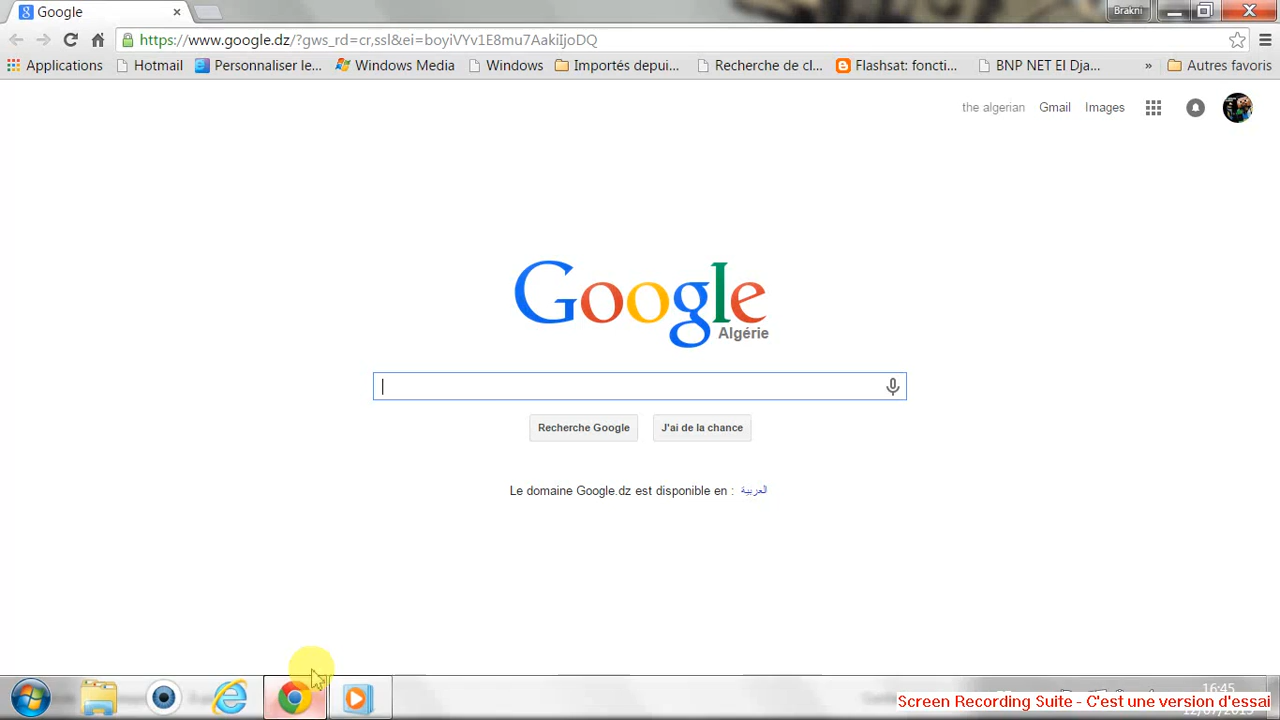 Google
Brakni
https://www.google.dz/?gws_rd=cr,ssl&ei=boyiVYv1E8mu7AakiIjoDQ
Applications Hotmail Personnaliser le... Windows Media Windows Importés depui... Recherche de cl... Flashsat: foncti... BNP NET El Dja... » Autres favoris
the algerian Gmail Images
Google
Algérie
Recherche Google J'ai de la chance
Le domaine Google.dz est disponible en : العربية
16:45
Screen Recording Suite - C'est une version d'essai